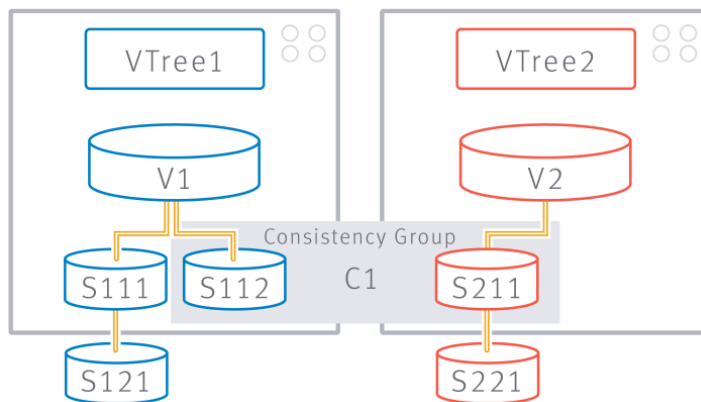 VTree1
VTree2
V1
V2
Consistency Group
C1
S111
S112
S211
S121
S221